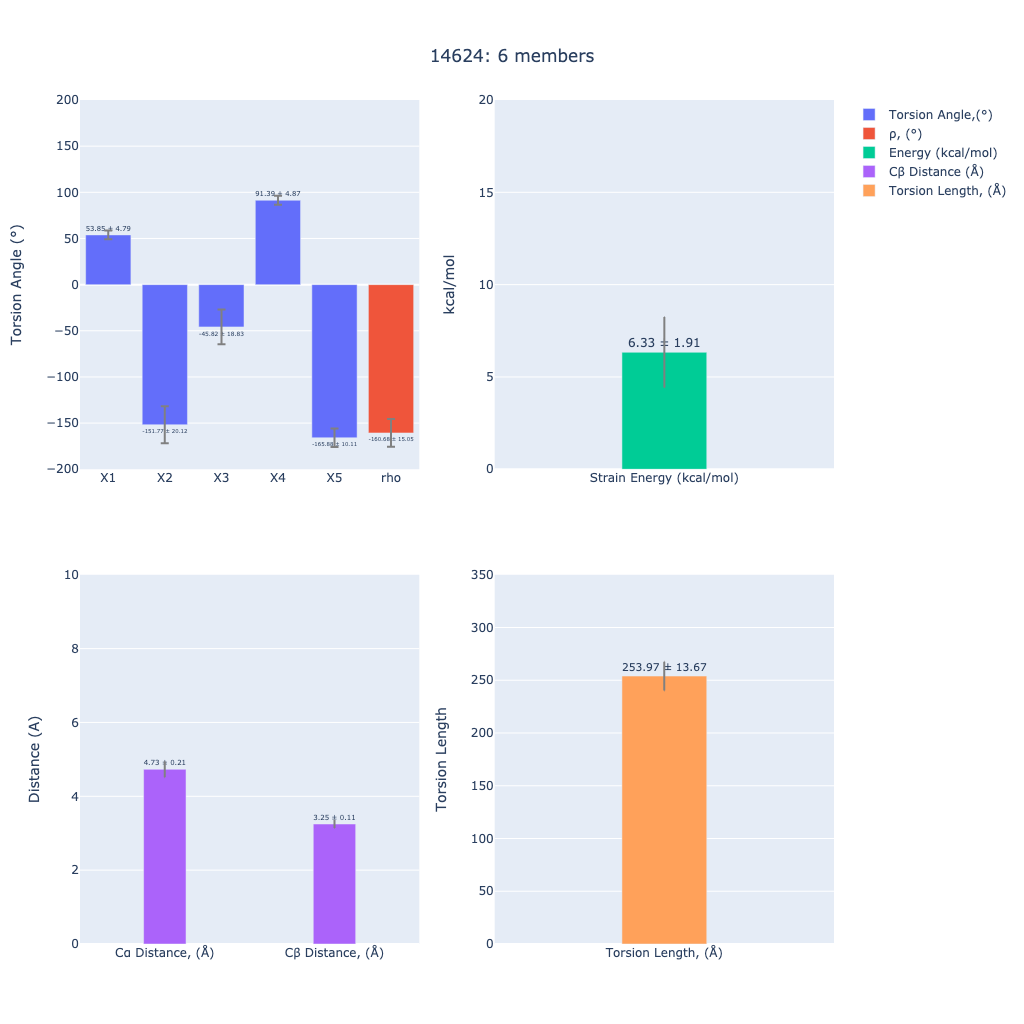 14624: 6 members
200
150
100
50
0
−50
−100
−150
−200
Torsion Angle (°)
53.85 ± 4.79
-151.77 ± 20.12
-45.82 ± 18.83
91.39 ± 4.87
-160.68 ± 15.05
X1 X2 X3 X4 X5 rho
20
15
10
5
0
kcal/mol
6.33 ± 1.91
Strain Energy (kcal/mol)
Torsion Angle,(°)
ρ, (°)
Energy (kcal/mol)
Cβ Distance (Å)
Torsion Length, (Å)
10
8
6
4
2
0
Distance (A)
4.73 ± 0.21
3.25 ± 0.11
Cα Distance, (Å) Cβ Distance, (Å)
350
300
250
200
150
100
50
0
Torsion Length
253.97 ± 13.67
Torsion Length, (Å)